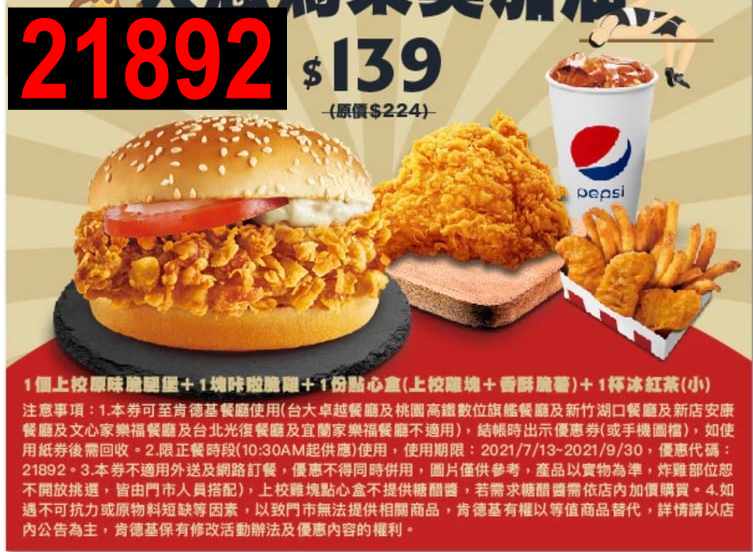 21892
$139
(原價$224)
pepsi
1個上校原味脆腿堡+1塊咔啦脆雞+1份點心盒(上校雞塊+香酥脆薯)+1杯冰紅茶(小)
注意事項：1.本券可至肯德基餐廳使用(台大卓越餐廳及桃園高鐵數位旗艦餐廳及新竹湖口餐廳及新店安康
餐廳及文心家樂福餐廳及台北光復餐廳及宜蘭家樂福餐廳不適用)，結帳時出示優惠券(或手機圖檔)，如使
用紙券後需回收。2.限正餐時段(10:30AM起供應)使用，使用期限：2021/7/13~2021/9/30，優惠代碼：
21892。3.本券不適用外送及網路訂餐，優惠不得同時併用，圖片僅供參考，產品以實物為準，炸雞部位恕
不開放挑選，皆由門市人員搭配)，上校雞塊點心盒不提供糖醋醬，若需求糖醋醬需依店內加價購買。4.如
遇不可抗力或原物料短缺等因素，以致門市無法提供相關商品，肯德基有權以等值商品替代，詳情請以店
內公告為主，肯德基保有修改活動辦法及優惠內容的權利。